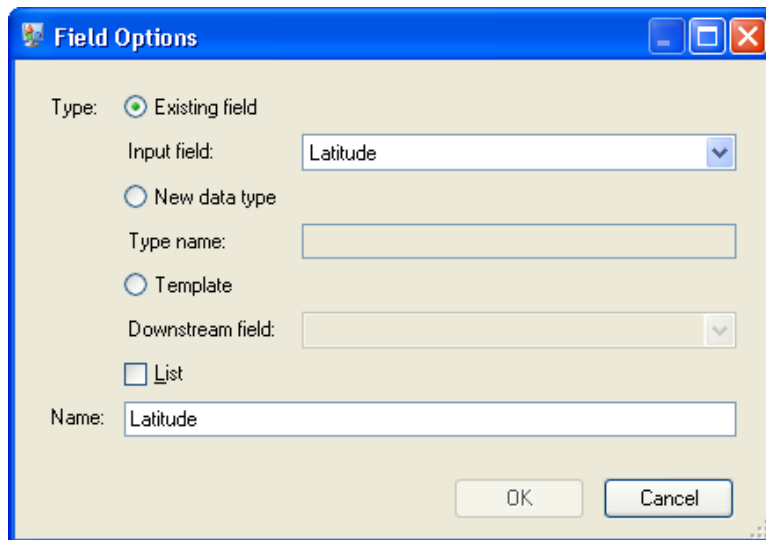 Field Options
Type: Existing field
Input field: Latitude
New data type
Type name:
Template
Downstream field:
List
Name: Latitude
OK Cancel